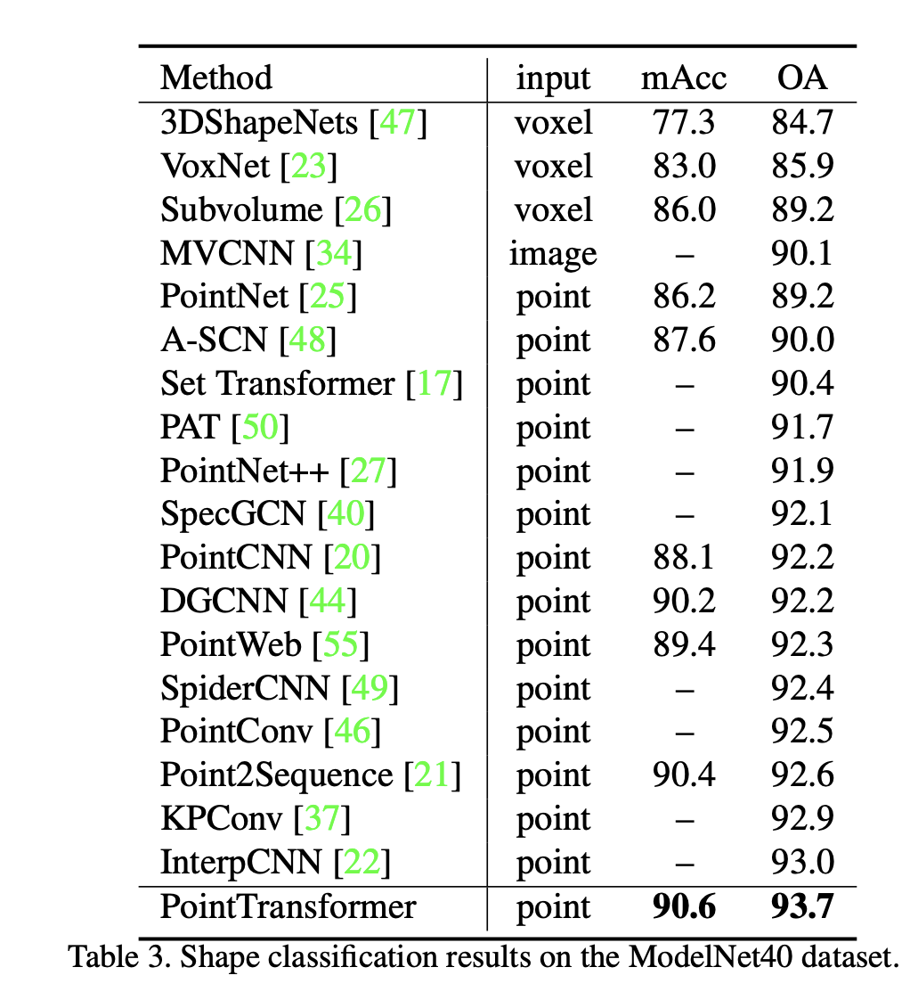 Method input mAcc OA
3DShapeNets [47] voxel 77.3 84.7
VoxNet [23] voxel 83.0 85.9
Subvolume [26] voxel 86.0 89.2
MVCNN [34] image – 90.1
PointNet [25] point 86.2 89.2
A-SCN [48] point 87.6 90.0
Set Transformer [17] point – 90.4
PAT [50] point – 91.7
PointNet++ [27] point – 91.9
SpecGCN [40] point – 92.1
PointCNN [20] point 88.1 92.2
DGCNN [44] point 90.2 92.2
PointWeb [55] point 89.4 92.3
SpiderCNN [49] point – 92.4
PointConv [46] point – 92.5
Point2Sequence [21] point 90.4 92.6
KPConv [37] point – 92.9
InterpCNN [22] point – 93.0
PointTransformer point 90.6 93.7
Table 3. Shape classification results on the ModelNet40 dataset.